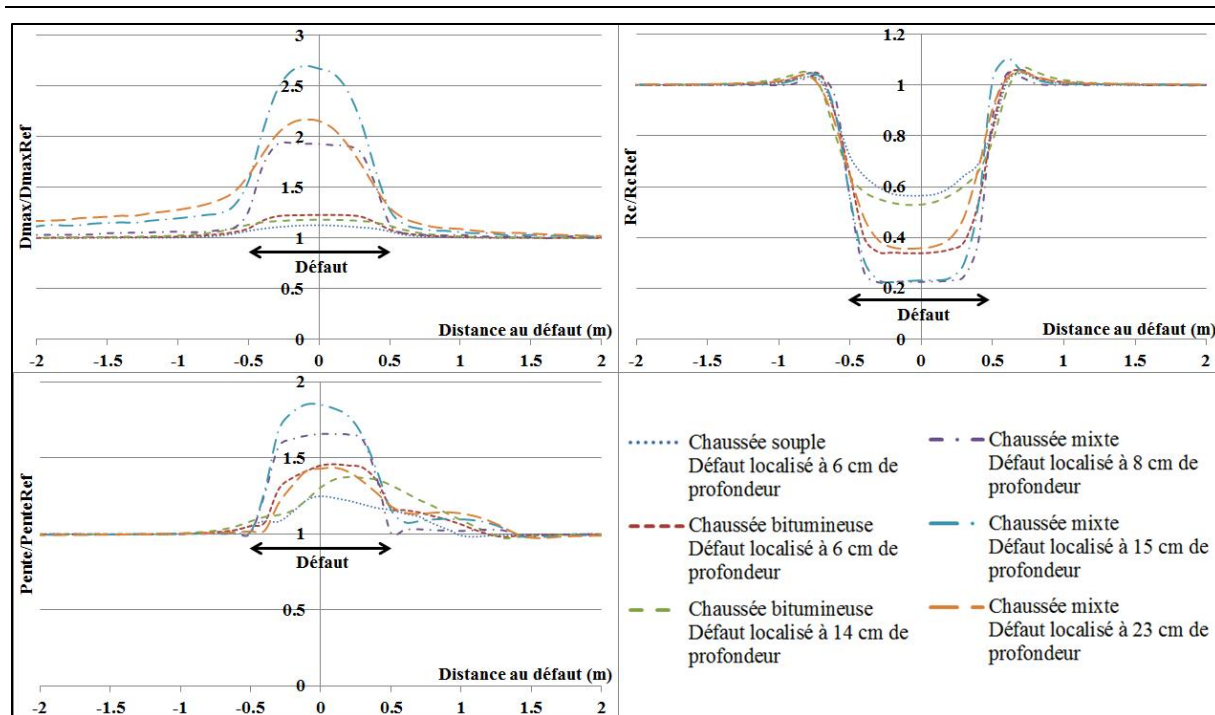 3
2.5
2
1.5
1
0.5
0
-2 -1.5 -1 -0.5 0 0.5 1 1.5 2
Dmax/DmaxRef
Défaut
Distance au défaut (m)
1.2
1
0.8
0.6
0.4
0.2
0
-2 -1.5 -1 -0.5 0 0.5 1 1.5 2
Rc/RcRef
Défaut
Distance au défaut (m)
2
1.5
1
0.5
0
-2 -1.5 -1 -0.5 0 0.5 1 1.5 2
Pente/PenteRef
Défaut
Distance au défaut (m)
Chaussée souple
Défaut localisé à 6 cm de
profondeur
Chaussée bitumineuse
Défaut localisé à 6 cm de
profondeur
Chaussée bitumineuse
Défaut localisé à 14 cm de
profondeur
Chaussée mixte
Défaut localisé à 8 cm de
profondeur
Chaussée mixte
Défaut localisé à 15 cm de
profondeur
Chaussée mixte
Défaut localisé à 23 cm de
profondeur